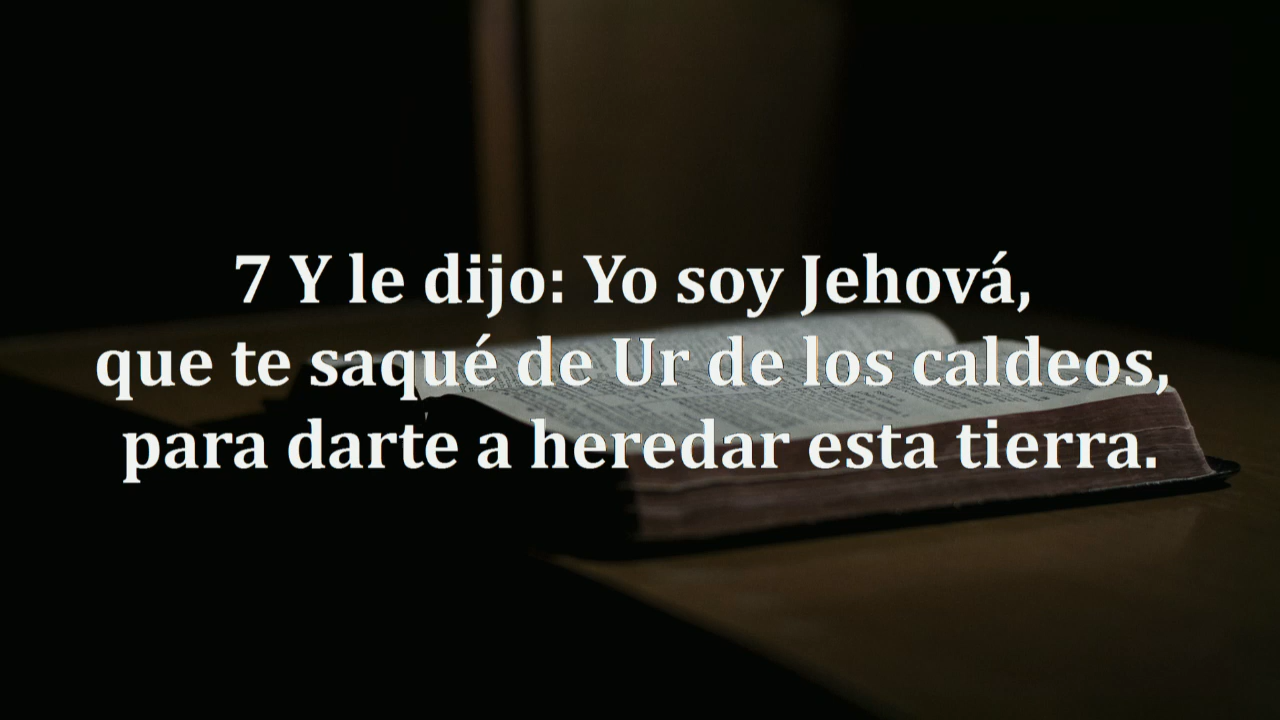 7 Y le dijo: Yo soy Jehová,
que te saqué de Ur de los caldeos,
para darte a heredar esta tierra.